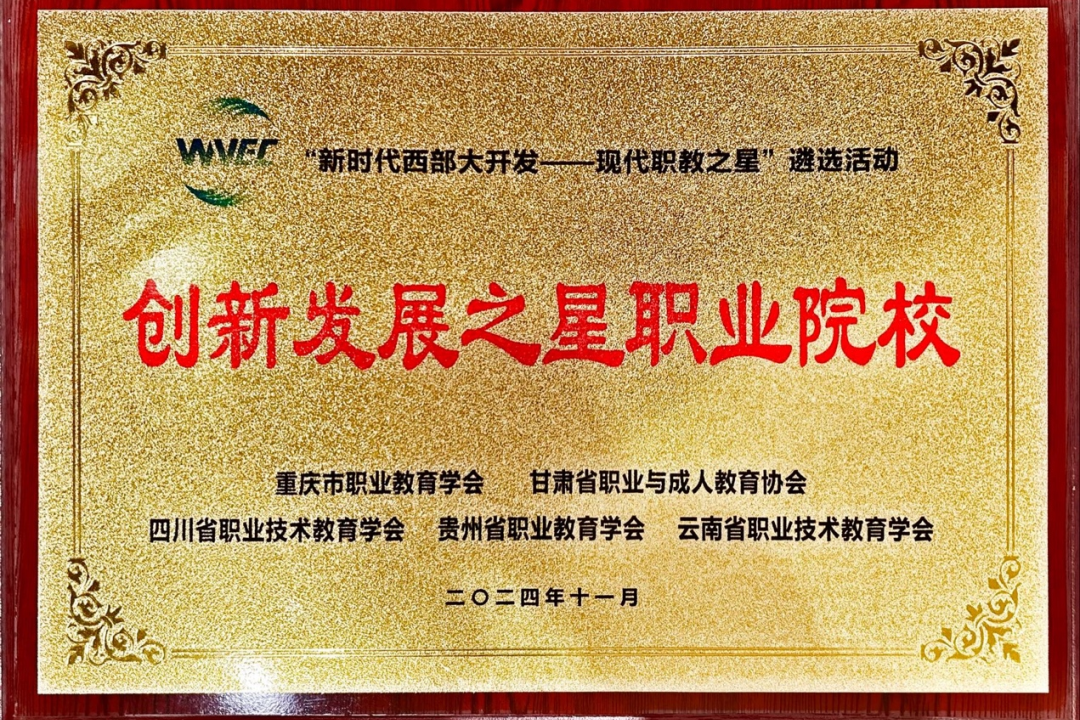 WVEC
“新时代西部大开发——现代职教之星”遴选活动
创新发展之星职业院校
重庆市职业教育学会 甘肃省职业与成人教育协会
四川省职业技术教育学会 贵州省职业教育学会 云南省职业技术教育学会
二〇二四年十一月